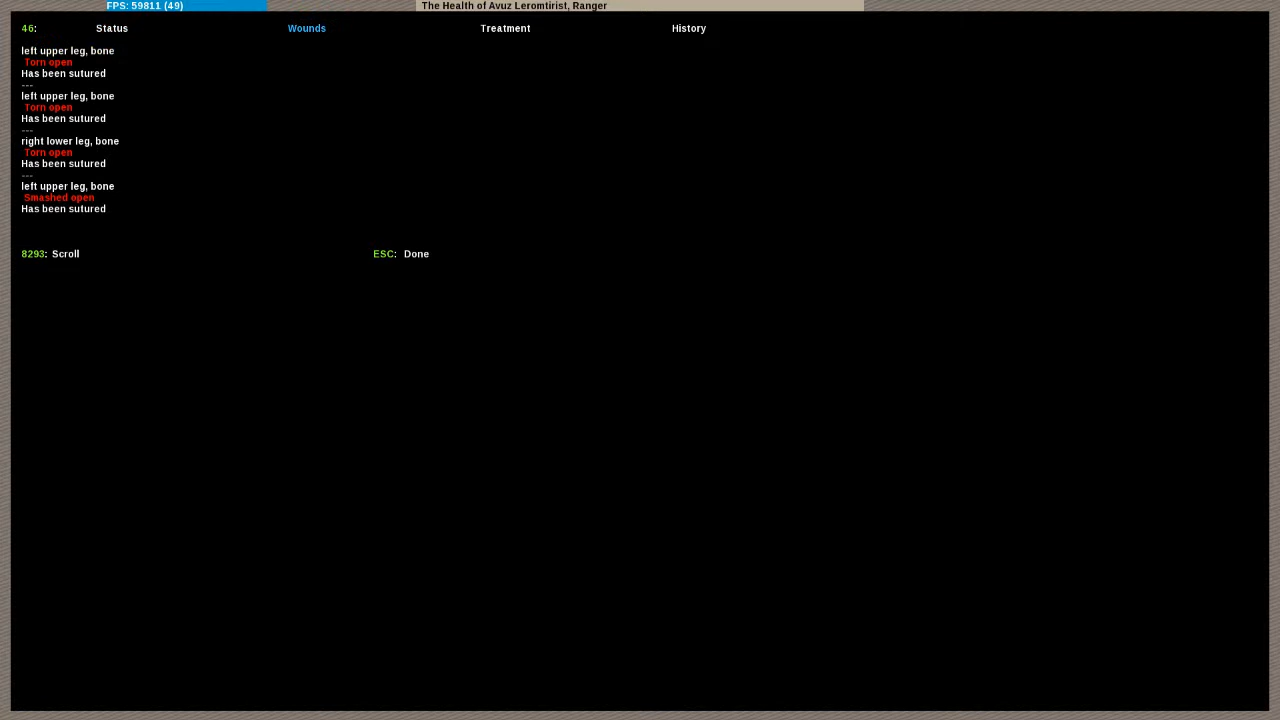 FPS: 59811 (49)
The Health of Avuz Leromtirist, Ranger
46: Status Wounds Treatment History
left upper leg, bone
Torn open
Has been sutured
---
left upper leg, bone
Torn open
Has been sutured
---
right lower leg, bone
Torn open
Has been sutured
---
left upper leg, bone
Smashed open
Has been sutured
8293: Scroll ESC: Done